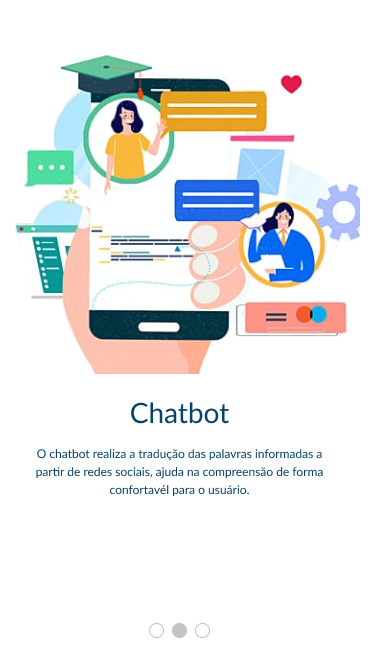 Chatbot
O chatbot realiza a tradução das palavras informadas a
partir de redes sociais, ajuda na compreensão de forma
confortavél para o usuário.